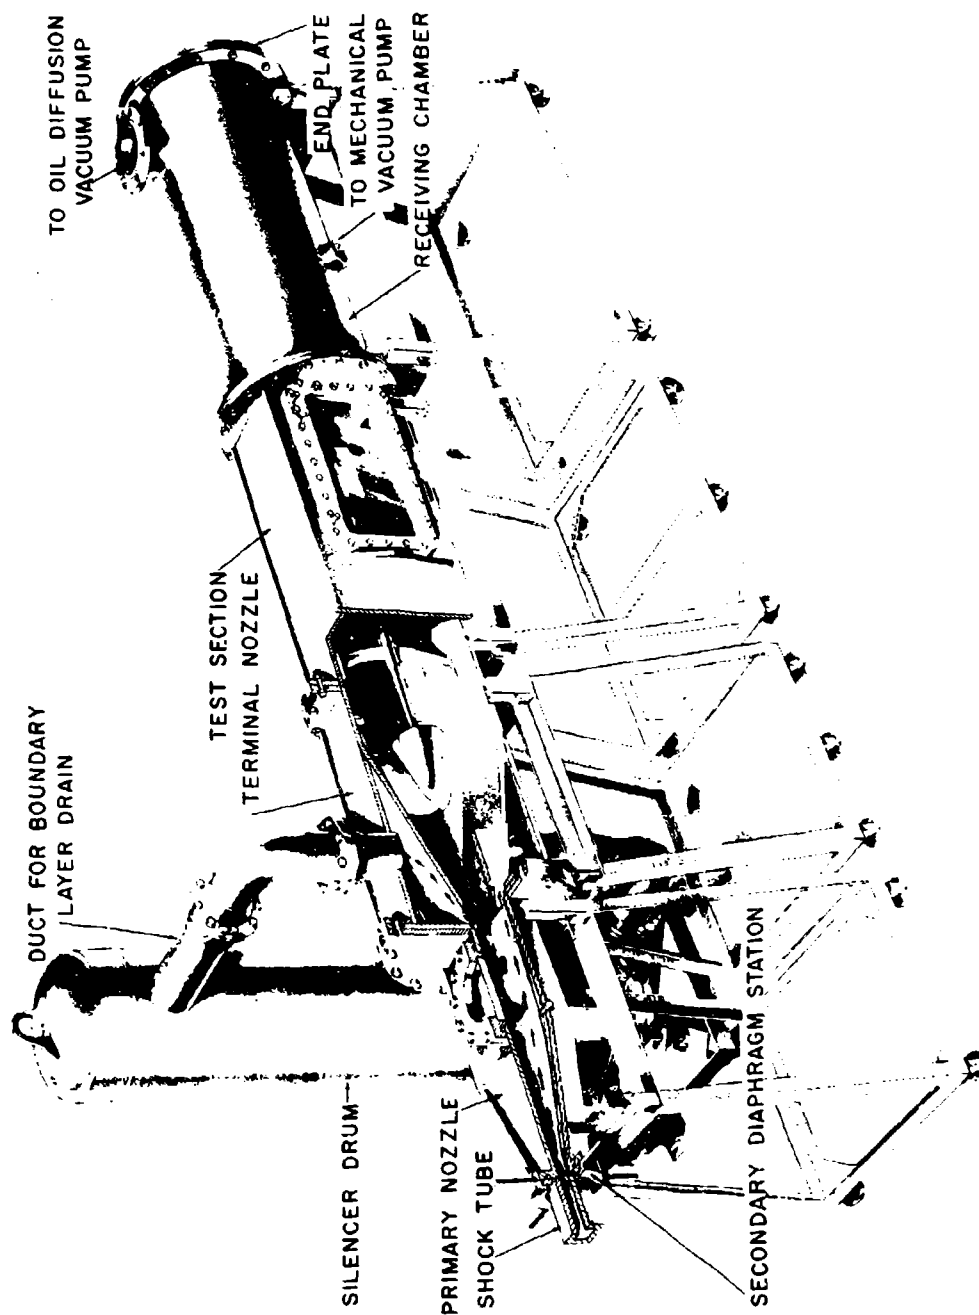 TO OIL DIFFUSION
VACUUM PUMP
END PLATE
TO MECHANICAL
VACUUM PUMP
RECEIVING CHAMBER
TEST SECTION
TERMINAL NOZZLE
DUCT FOR BOUNDARY
LAYER DRAIN
SILENCER DRUM
PRIMARY NOZZLE
SHOCK TUBE
SECONDARY DIAPHRAGM STATION